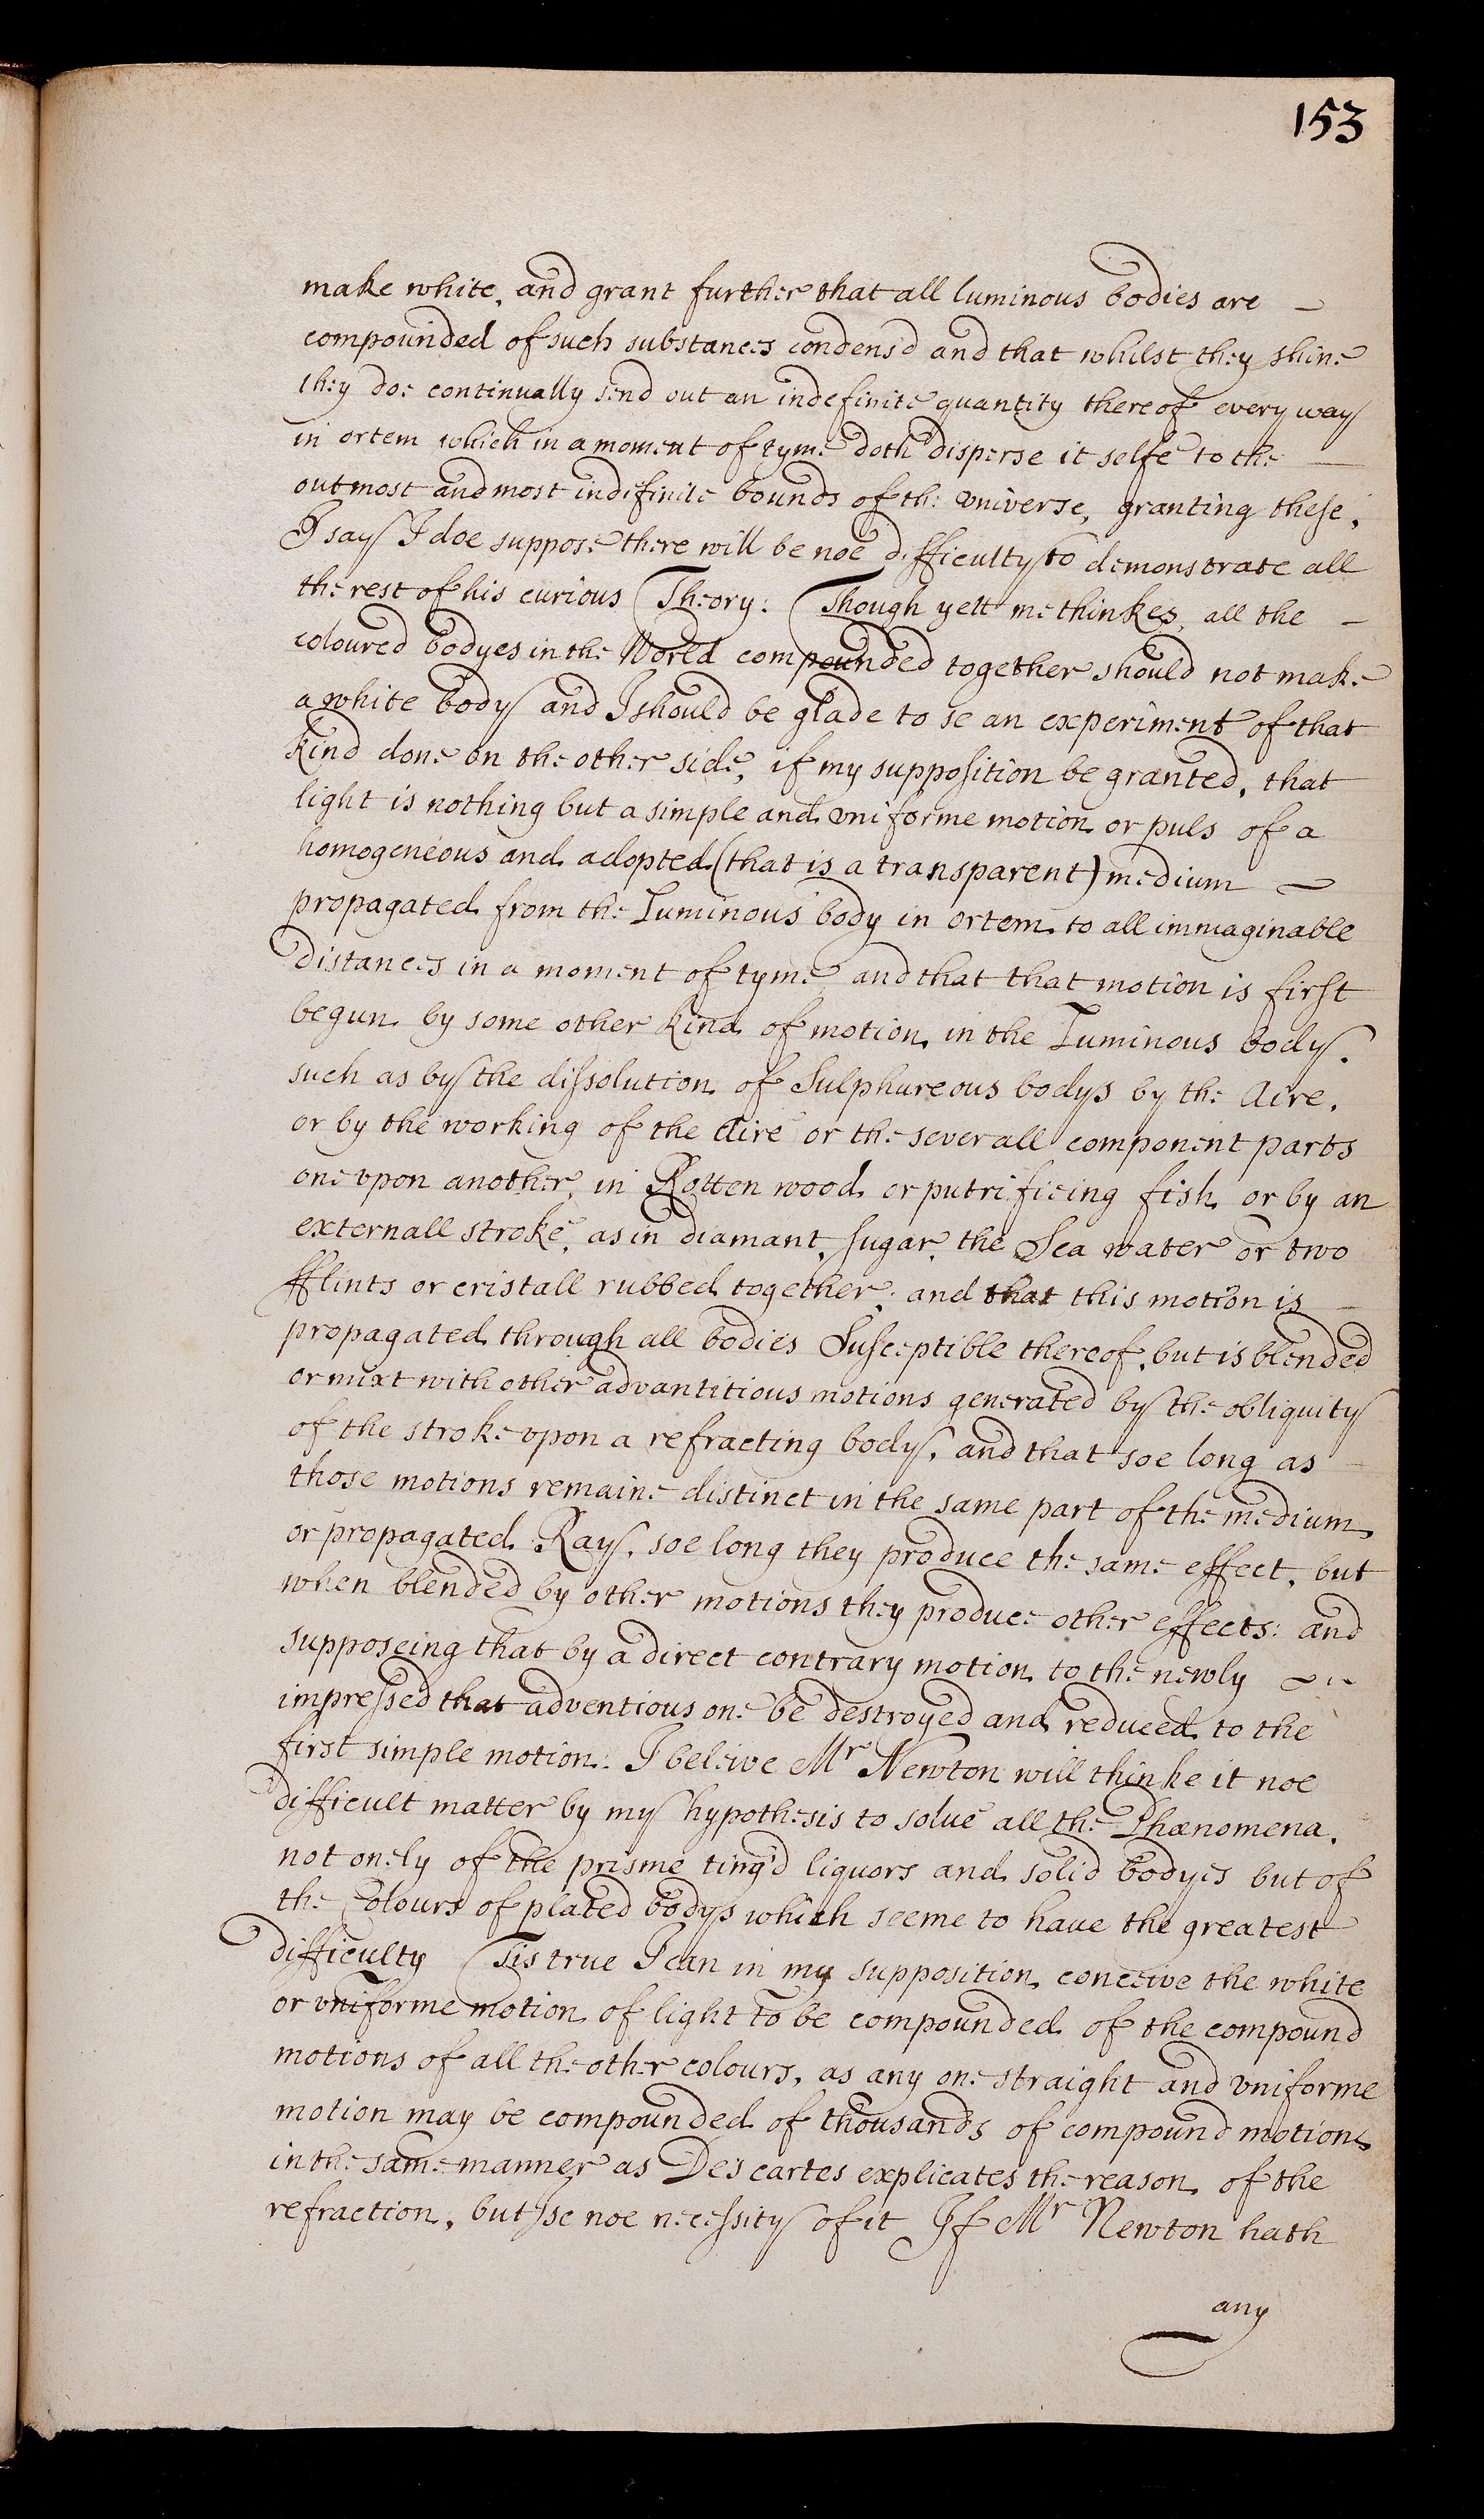 153
make white, and grant further that all luminous bodies are –
compounded of such substances condens'd and that whilst they shine
they doe continually send out an indefinite quantity thereof every way
in ortem which in a moment of tyme doth disperse it selfe to the –
outmost and most indefinite bounds of the vniverse, granting these,
I say I doe suppose there will be noe difficulty to demonstrate all
the rest of his curious Theory: Though yett methinkes, all the –
coloured bodyes in the World compounded together should not make
a white body and I should be glade to se an experiment of that
kind done on the other side, if my supposition be granted, that
light is nothing but a simple and vniforme motion or puls of a
homogeneous and adopted (that is a transparent) medium ~
propagated from the Luminous body in ortem to all immaginable
distances in a moment of tyme and that that motion is first
begun by some other kind of motion in the Luminous body.
such as by the dissolution of Sulphureous bodys by the Aire,
or by the working of the Aire or the severall component parts
one vpon another, in Rotten wood or putrificing fish or by an
externall stroke, as in diamant, sugar, the Sea water or two
fflints or cristall rubbed together; and that this motion is –
propagated through all bodies Susceptible thereof, but is blended
or mixt with other advantitious motions generated by the obliquity
of the stroke vpon a refracting body, and that soe long as –
those motions remaine distinct in the same part of the medium
or propagated Ray, soe long they produce the same effect, but
when blended by other motions they produce other effects: and
supposeing that by a direct contrary motion to the newly ~
impressed that adventious one be destroyed and reduced to the
first simple motion: I beleive Mr Newton will thinke it noe
difficult matter by my hypothesis to solue all the Phænomena,
not onely of the prisme ting'd liquors and solid bodyes but of
the Colours of plated bodys which seeme to have the greatest
difficulty Tis true I can in my supposition conceive the white
or vniforme motion of light to be compounded of the compound
motions of all the other colours, as any one straight and vniforme
motion may be compounded of thousands of compound motions
in the same manner as Des cartes explicates the reason of the
refraction, but I se noe necessity of it If Mr Newton hath
any